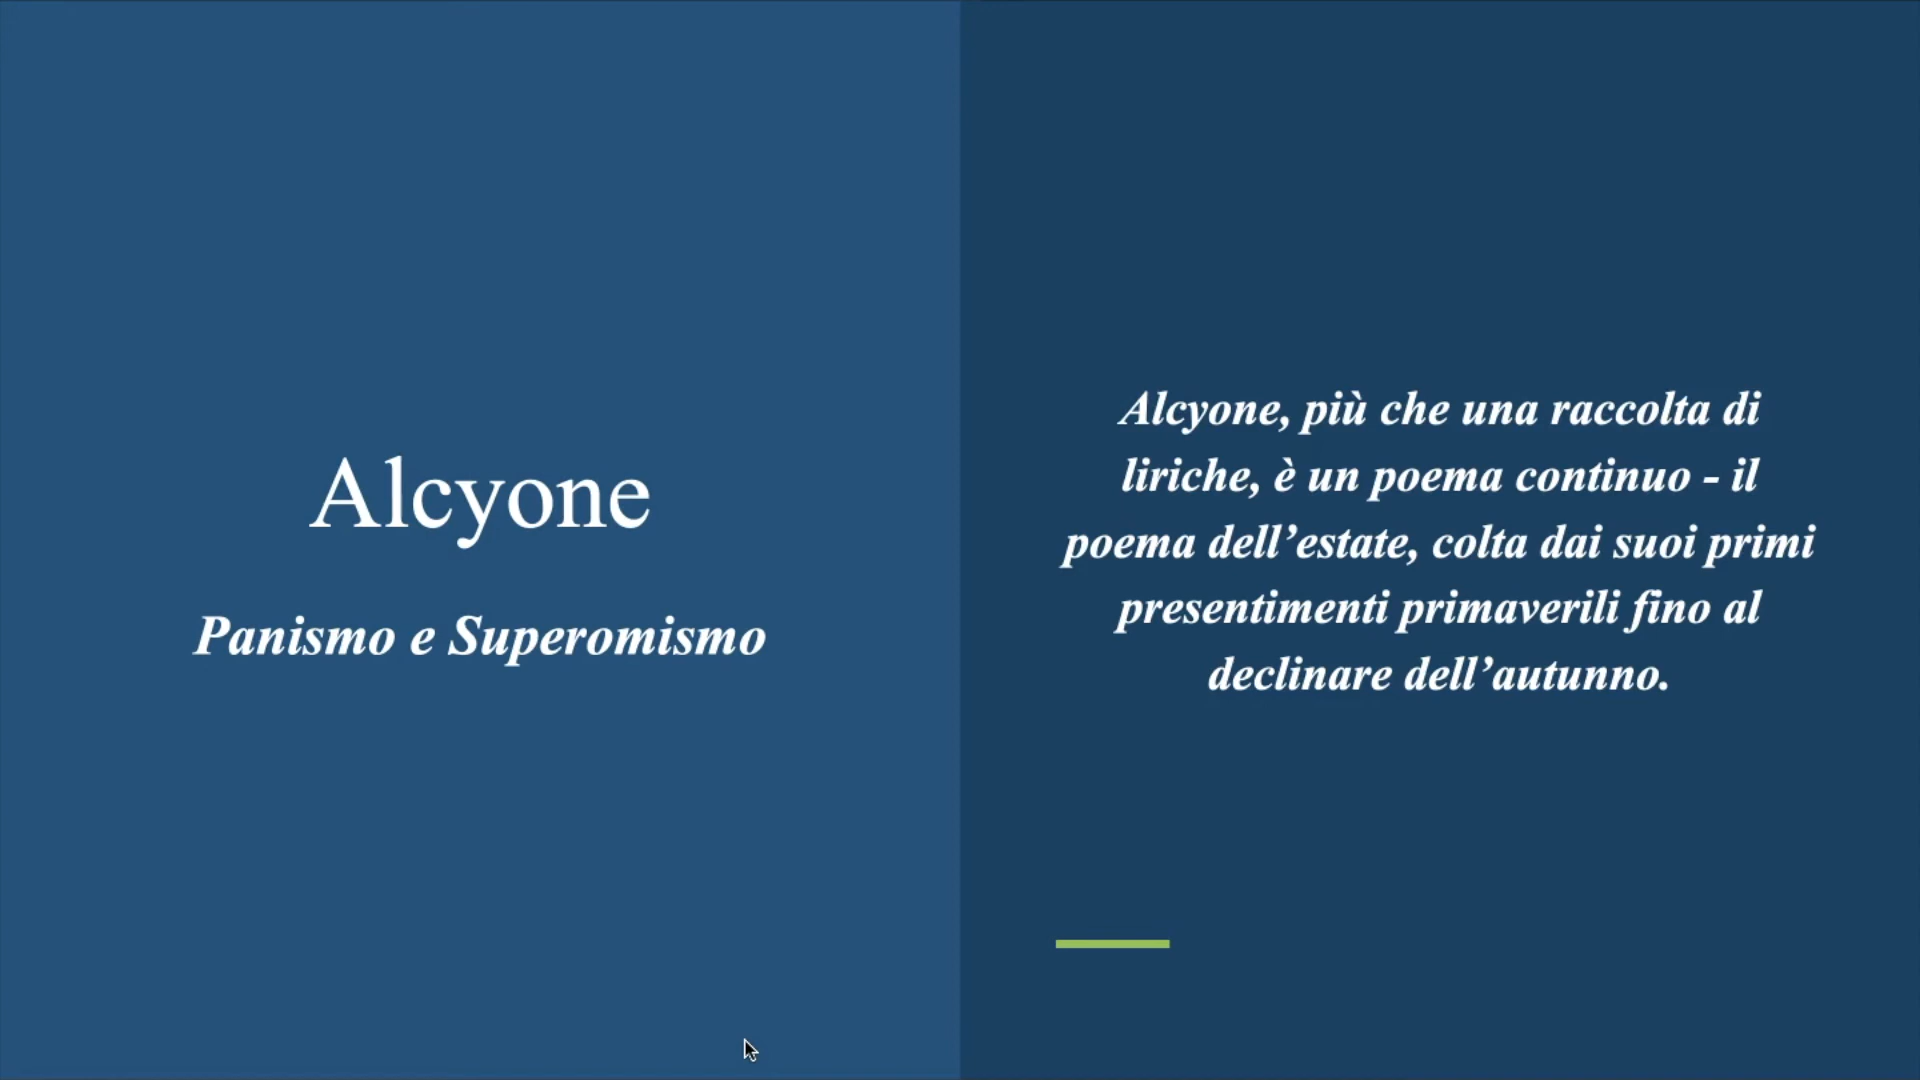 Alcyone
Panismo e Superomismo
Alcyone, più che una raccolta di
liriche, è un poema continuo - il
poema dell’estate, colta dai suoi primi
presentimenti primaverili fino al
declinare dell’autunno.